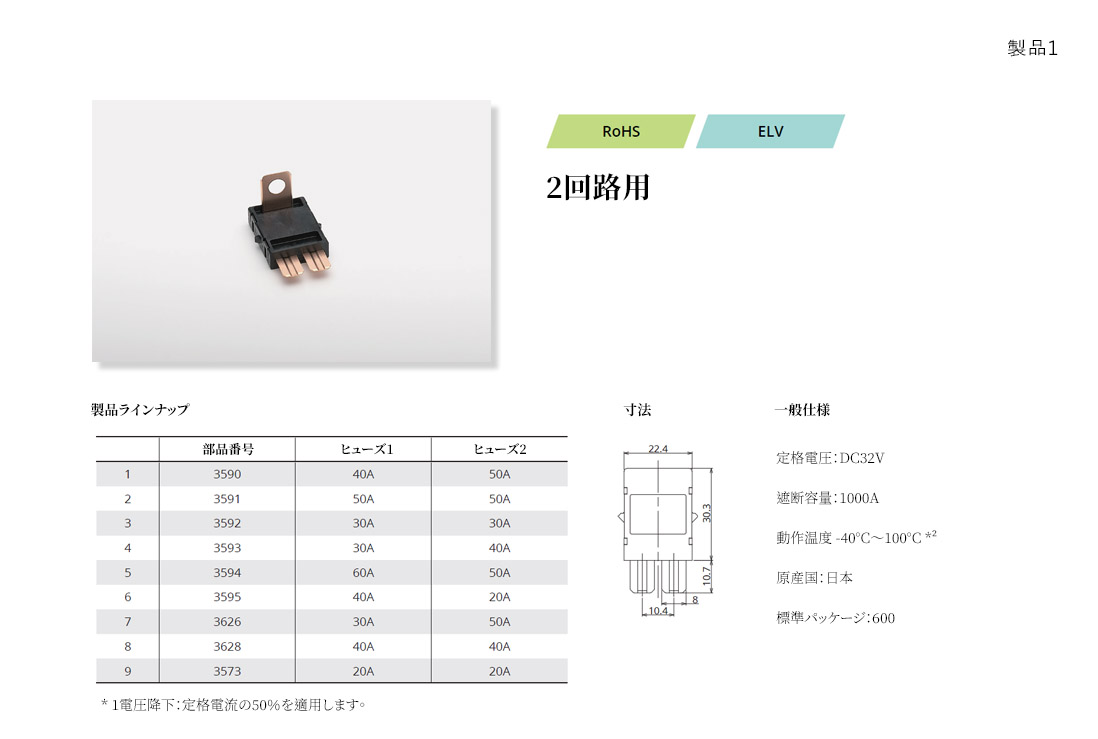 製品1
RoHS ELV
2回路用
製品ラインナップ
部品番号 ヒューズ1 ヒューズ2
1 3590 40A 50A
2 3591 50A 50A
3 3592 30A 30A
4 3593 30A 40A
5 3594 60A 50A
6 3595 40A 20A
7 3626 30A 50A
8 3628 40A 40A
9 3573 20A 20A
* 1電圧降下：定格電流の50%を適用します。
寸法
22.4
30.3
10.7
8
10.4
一般仕様
定格電圧：DC32V
遮断容量：1000A
動作温度 -40°C～100°C *²
原産国：日本
標準パッケージ：600